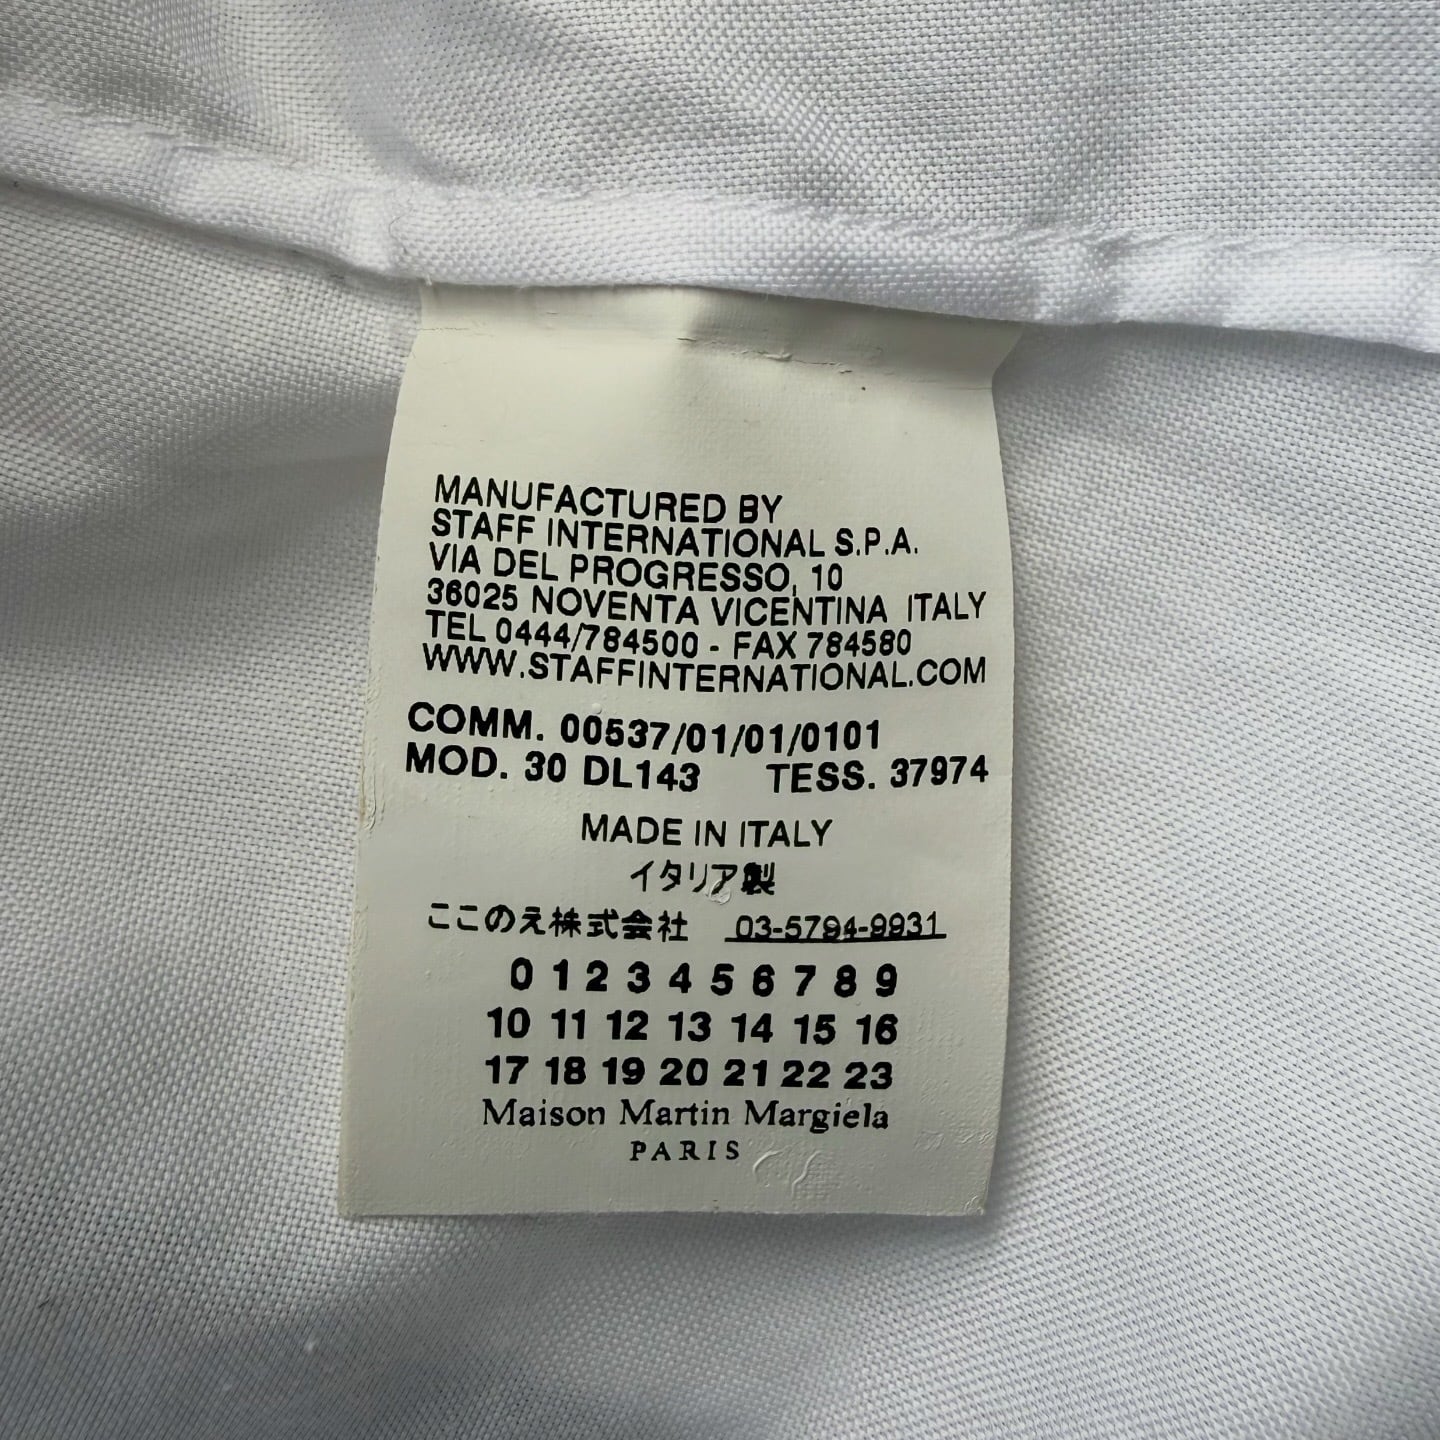 MANUFACTURED BY
STAFF INTERNATIONAL S.P.A.
VIA DEL PROGRESSO, 10
36025 NOVENTA VICENTINA ITALY
TEL 0444/784500 - FAX 784580
WWW.STAFFINTERNATIONAL.COM
COMM. 00537/01/01/0101
MOD. 30 DL143 TESS. 37974
MADE IN ITALY
イタリア製
ここのえ株式会社 03-5794-9931
0 1 2 3 4 5 6 7 8 9
10 11 12 13 14 15 16
17 18 19 20 21 22 23
Maison Martin Margiela
PARIS